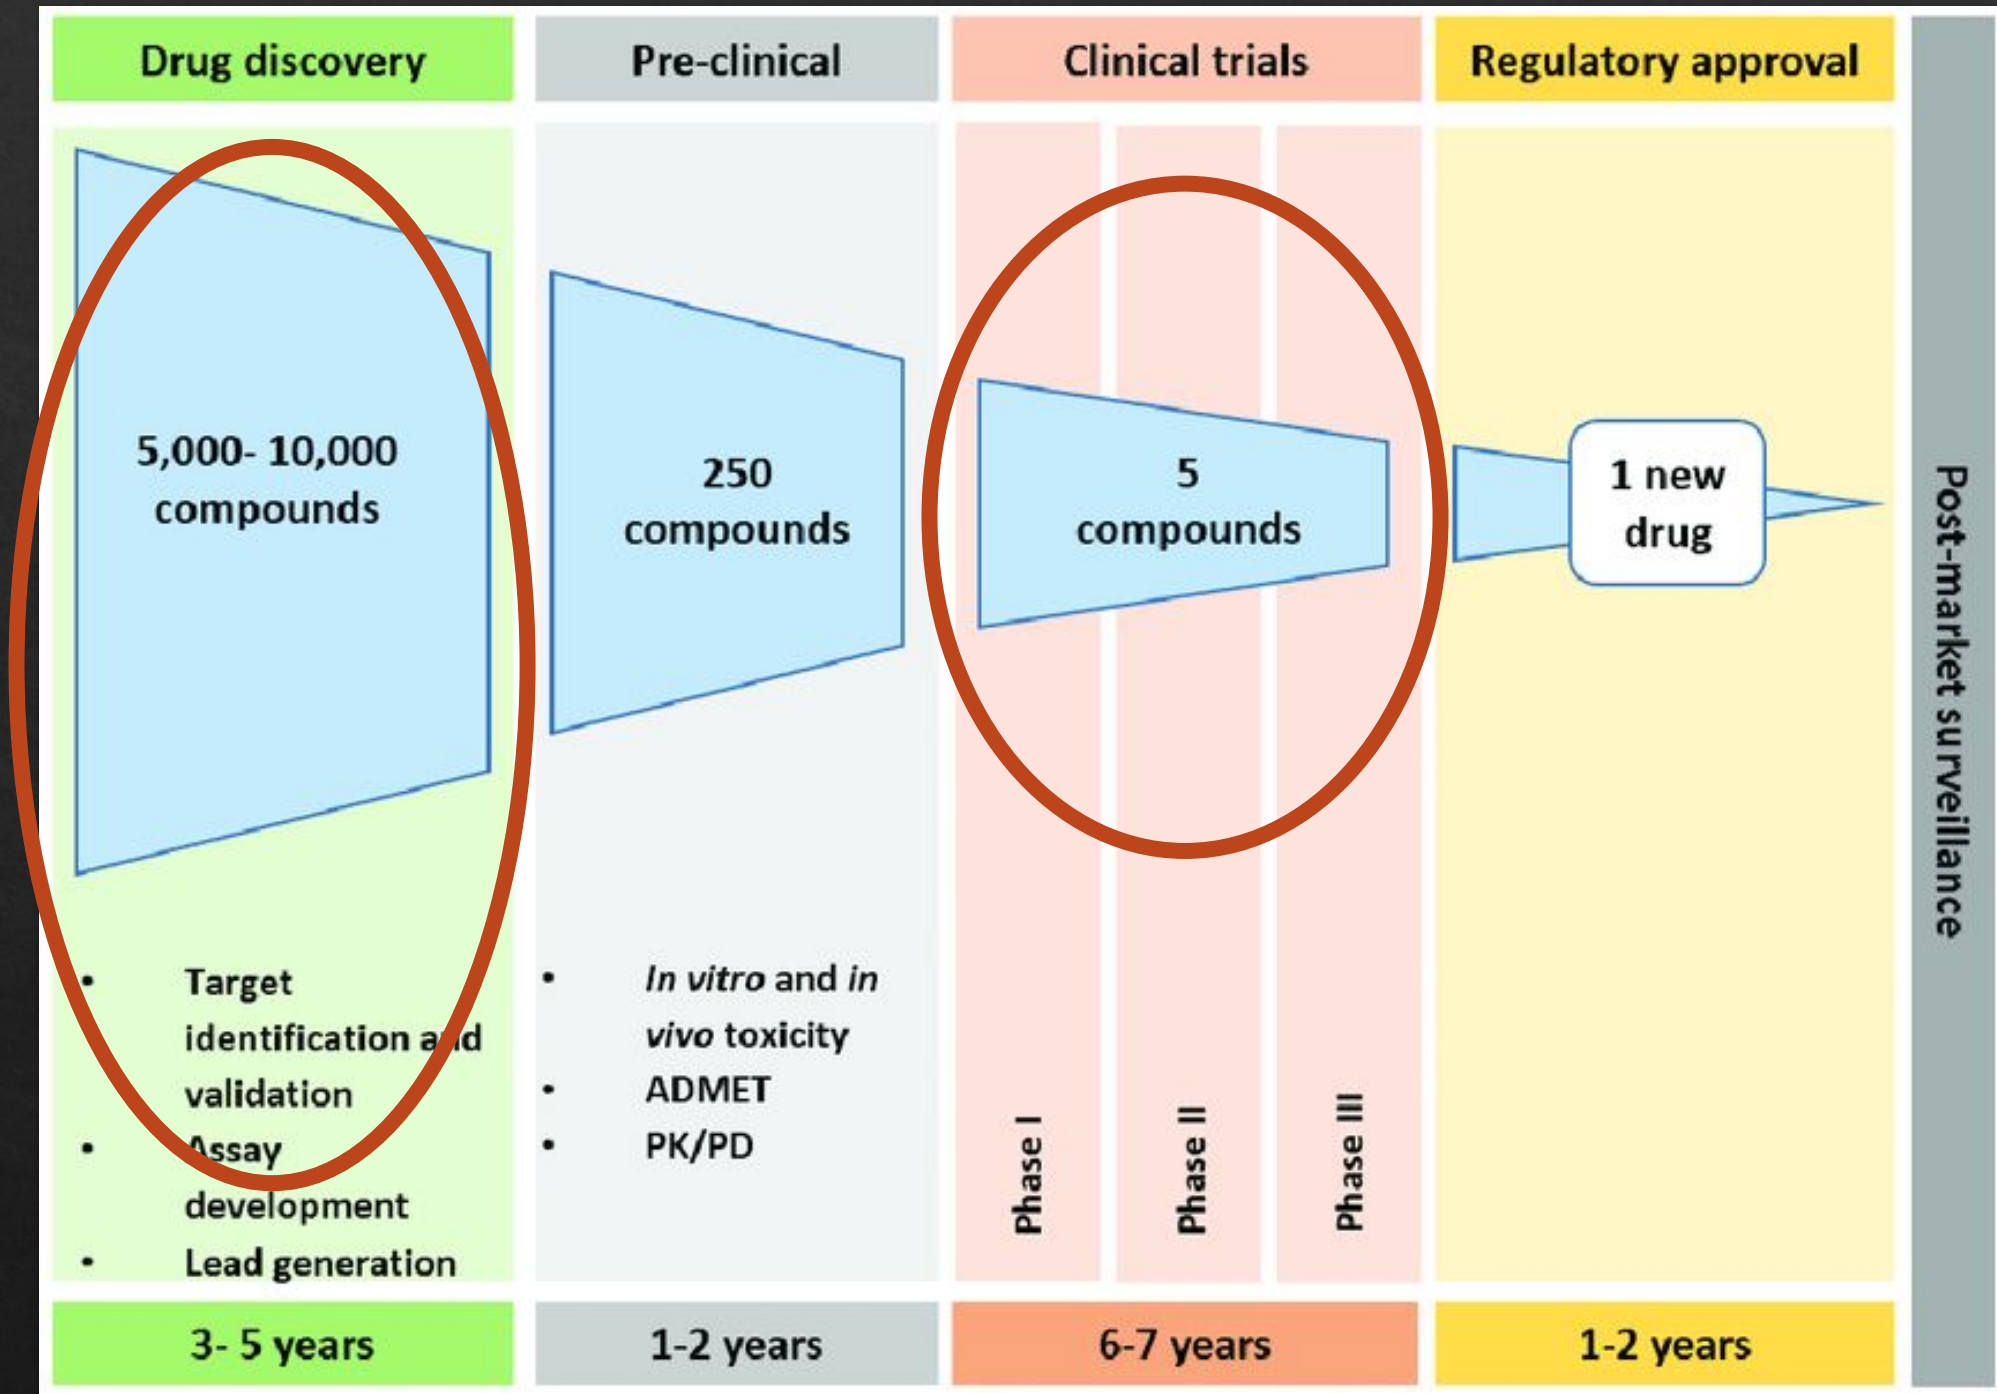 Drug discovery
Pre-clinical
Clinical trials
Regulatory approval
5,000- 10,000
compounds
250
compounds
5
compounds
1 new
drug
Post-market surveillance
• Target
identification and
validation
• Assay
development
• Lead generation
• In vitro and in
vivo toxicity
• ADMET
• PK/PD
Phase I
Phase II
Phase III
3- 5 years
1-2 years
6-7 years
1-2 years